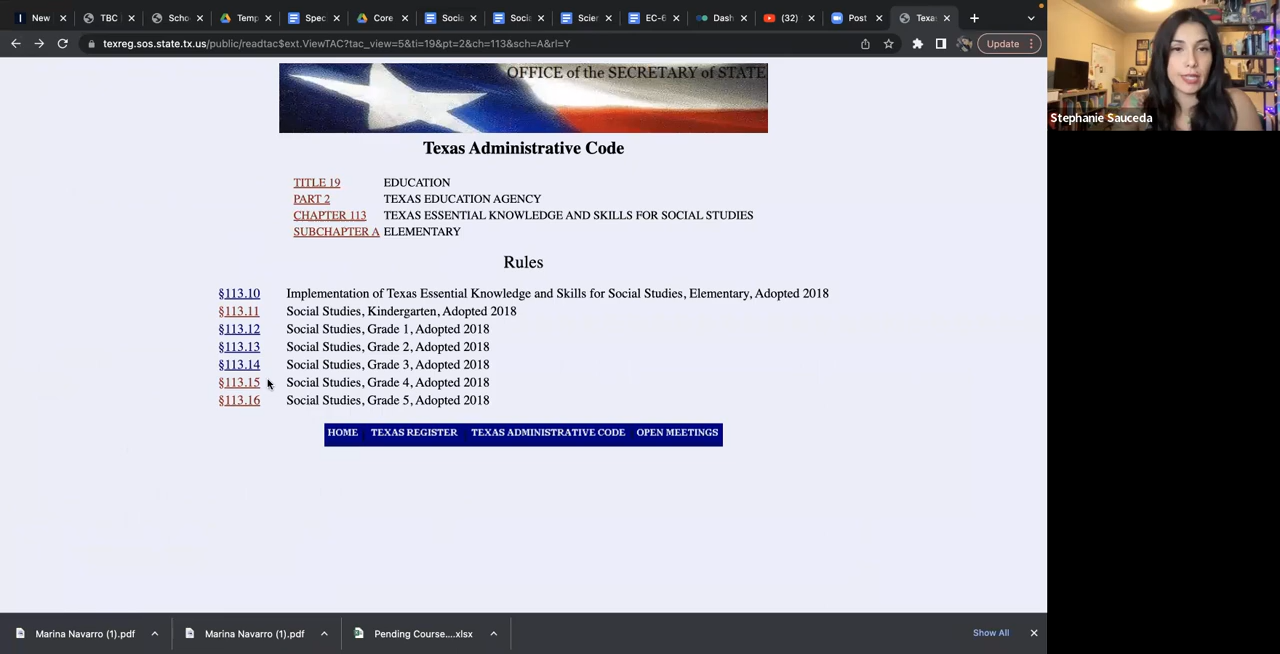 New
TBC
Scho
Temp
Spec
Core
Socia
Socia
Scien
EC-6
Dash
(32)
Post
Texas
texreg.sos.state.tx.us/public/readtac$ext.ViewTAC?tac_view=5&ti=19&pt=2&ch=113&sch=A&rl=Y
Update
OFFICE of the SECRETARY of STATE
Texas Administrative Code
TITLE 19 EDUCATION
PART 2 TEXAS EDUCATION AGENCY
CHAPTER 113 TEXAS ESSENTIAL KNOWLEDGE AND SKILLS FOR SOCIAL STUDIES
SUBCHAPTER A ELEMENTARY
Rules
§113.10 Implementation of Texas Essential Knowledge and Skills for Social Studies, Elementary, Adopted 2018
§113.11 Social Studies, Kindergarten, Adopted 2018
§113.12 Social Studies, Grade 1, Adopted 2018
§113.13 Social Studies, Grade 2, Adopted 2018
§113.14 Social Studies, Grade 3, Adopted 2018
§113.15 Social Studies, Grade 4, Adopted 2018
§113.16 Social Studies, Grade 5, Adopted 2018
HOME TEXAS REGISTER TEXAS ADMINISTRATIVE CODE OPEN MEETINGS
Marina Navarro (1).pdf
Marina Navarro (1).pdf
Pending Course....xlsx
Show All
Stephanie Sauceda